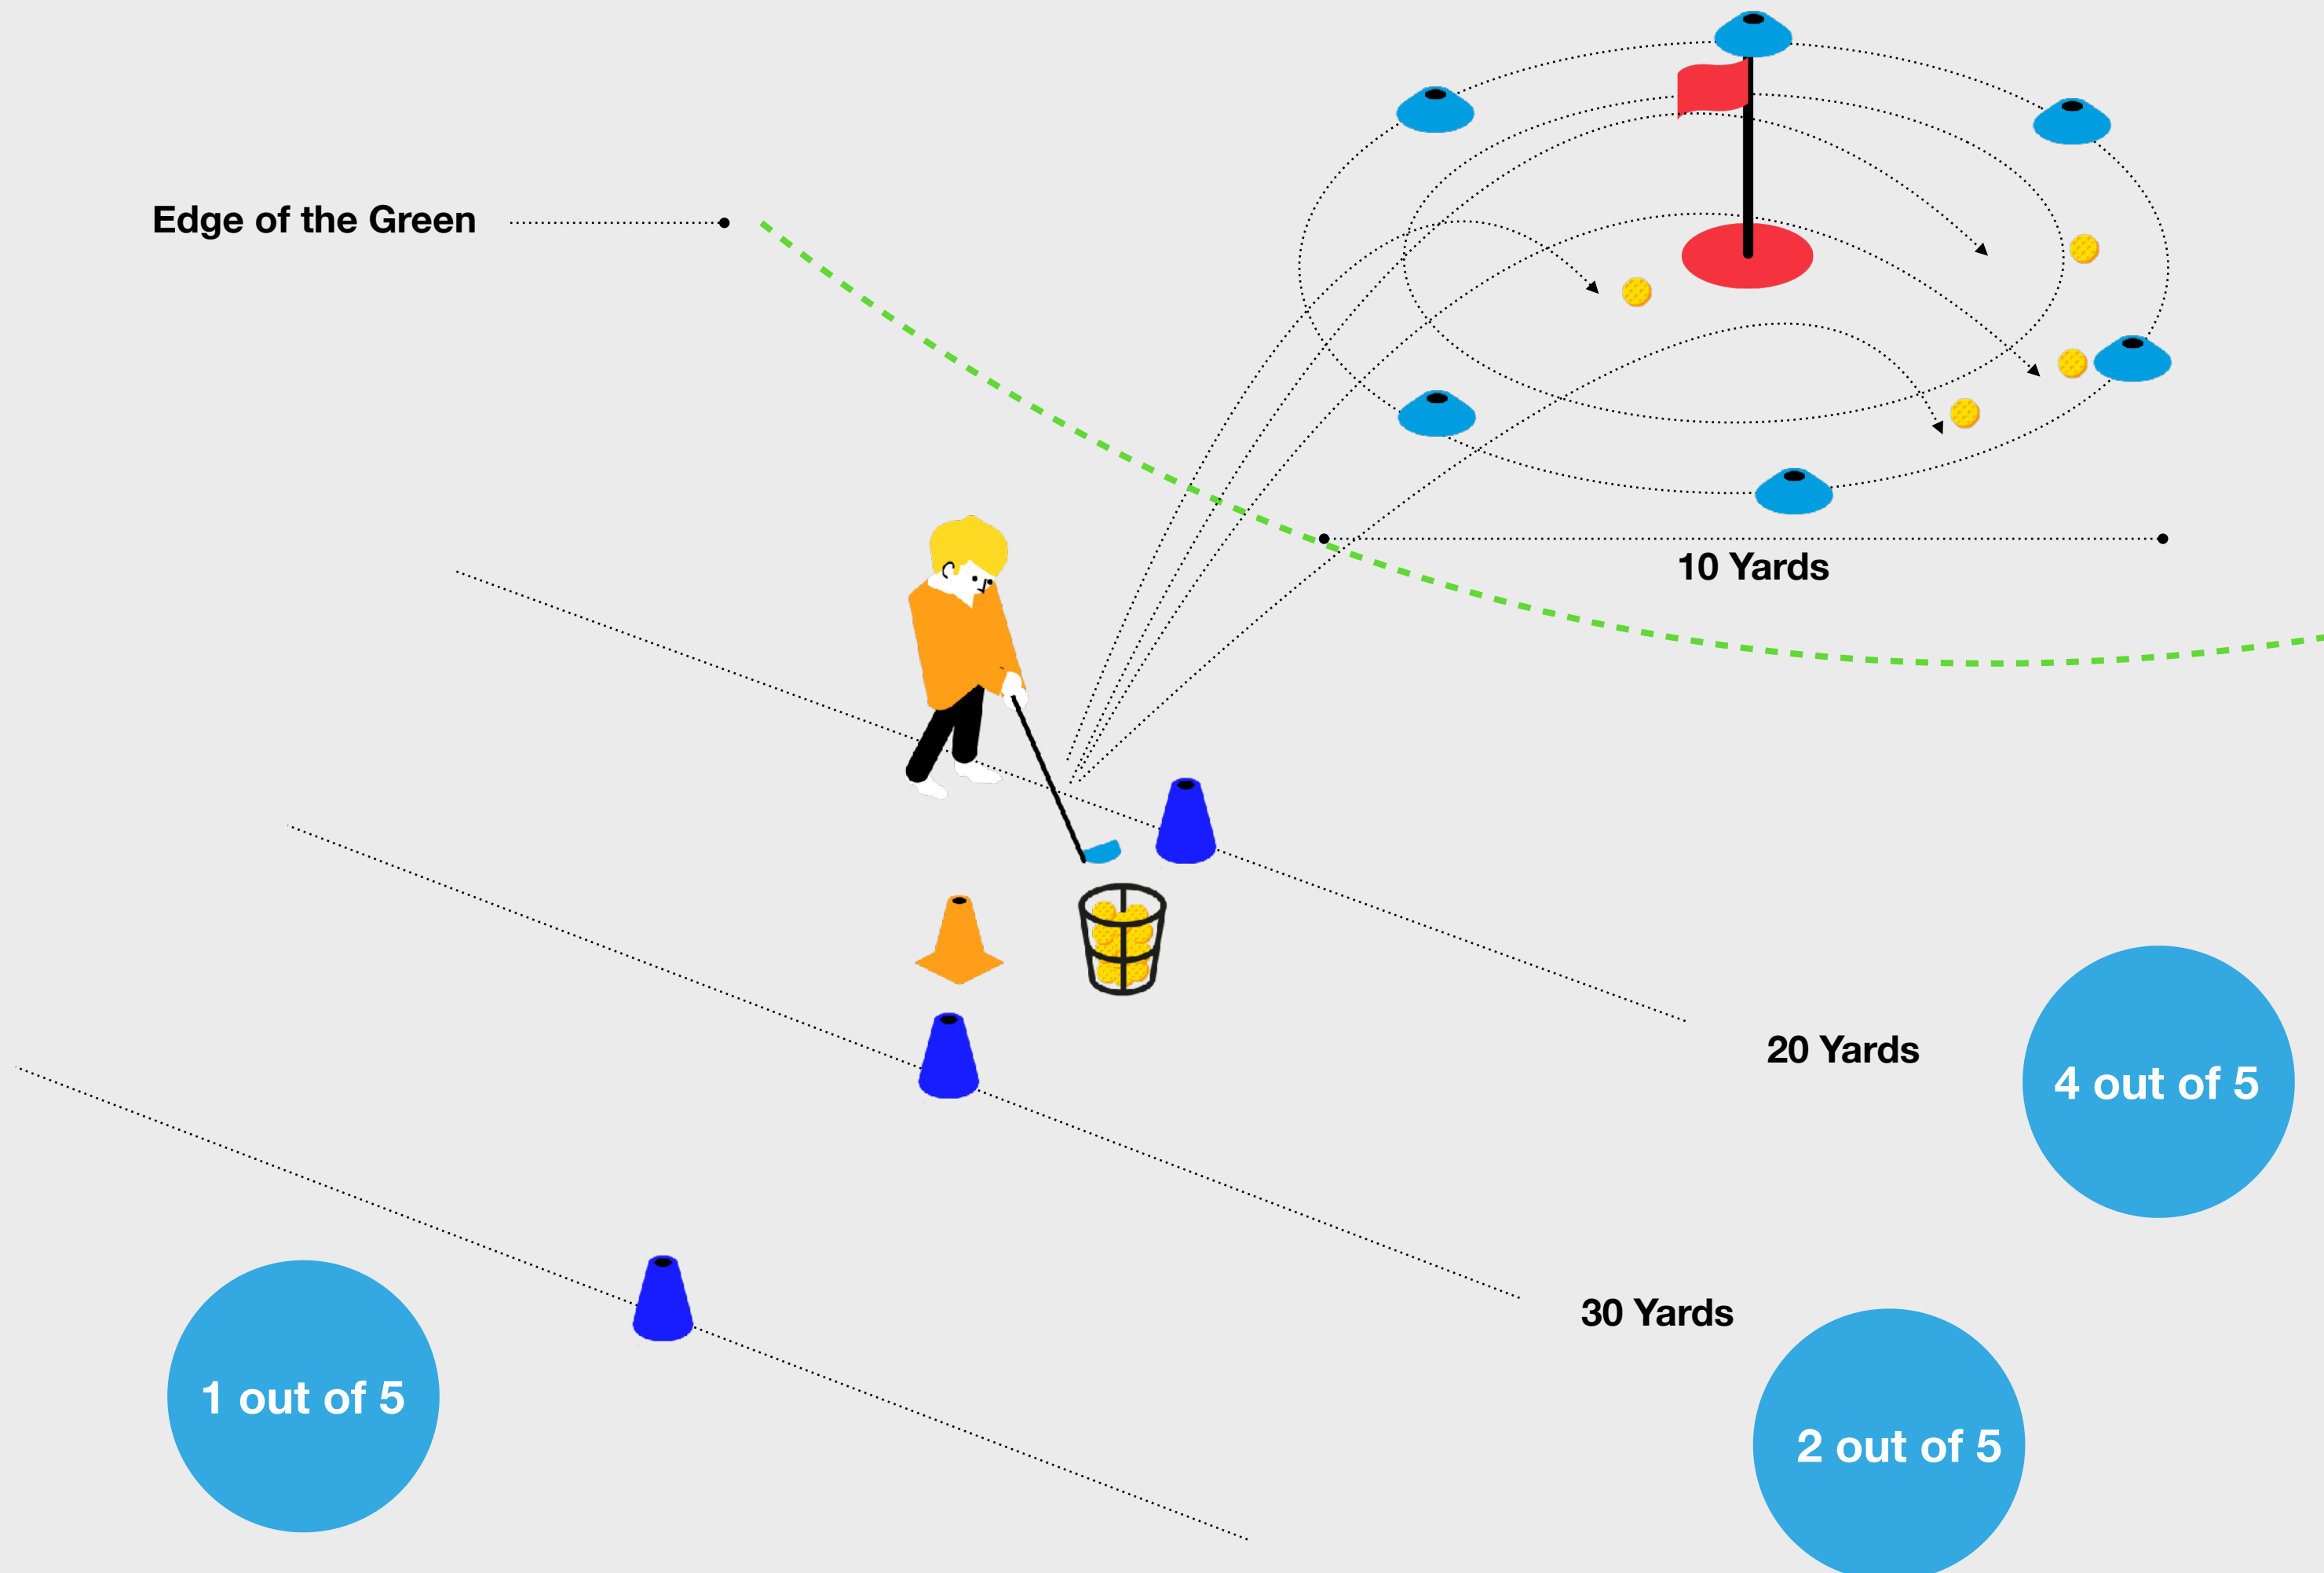 Edge of the Green
10 Yards
20 Yards
4 out of 5
30 Yards
2 out of 5
1 out of 5